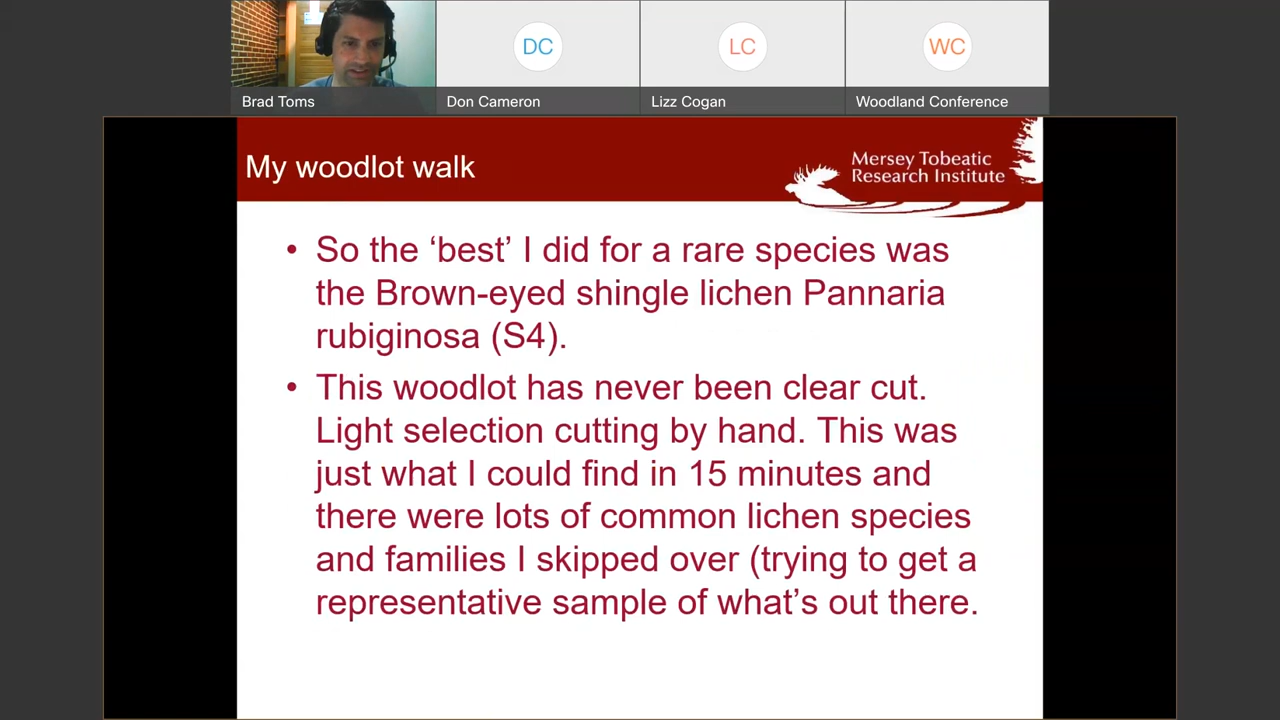 DC
LC
WC
Brad Toms
Don Cameron
Lizz Cogan
Woodland Conference
My woodlot walk
Mersey Tobeatic
Research Institute
• So the ‘best’ I did for a rare species was
the Brown-eyed shingle lichen Pannaria
rubiginosa (S4).
• This woodlot has never been clear cut.
Light selection cutting by hand. This was
just what I could find in 15 minutes and
there were lots of common lichen species
and families I skipped over (trying to get a
representative sample of what’s out there.